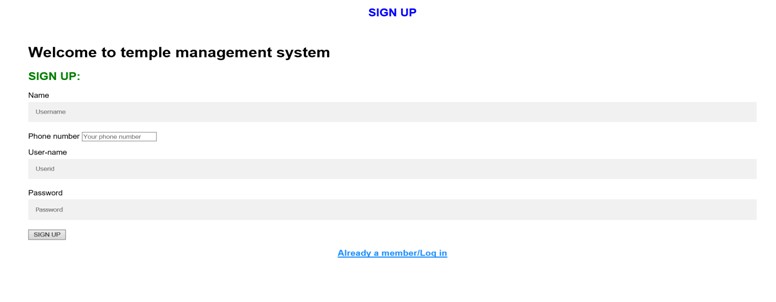 SIGN UP
Welcome to temple management system
SIGN UP:
Name
Username
Phone number Your phone number
User-name
Userid
Password
Password
SIGN UP
Already a member/Log in